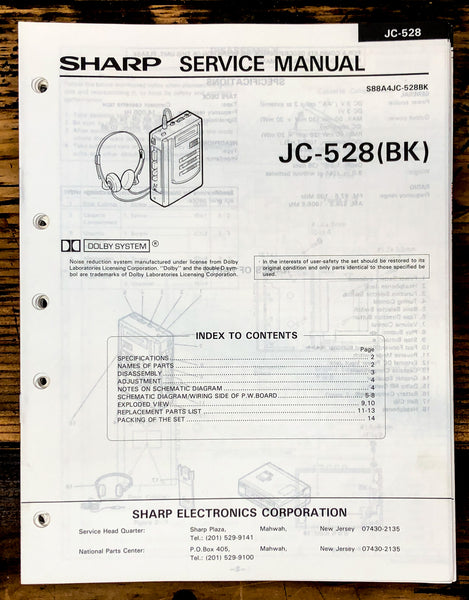 JC-528
SHARP SERVICE MANUAL
S88A4JC-528BK
JC-528(BK)
DOLBY SYSTEM ®
Noise reduction system manufactured under license from Dolby
Laboratories Licensing Corporation. "Dolby" and the double-D sym-
bol are trademarks of Dolby Laboratories Licensing Corporation.
In the interests of user-safety the set should be restored to its
original condition and only parts identical to those specified be
used.
INDEX TO CONTENTS
Page
SPECIFICATIONS 2
NAMES OF PARTS 2
DISASSEMBLY 3
ADJUSTMENT 4
NOTES ON SCHEMATIC DIAGRAM 4
SCHEMATIC DIAGRAM/WIRING SIDE OF P.W.BOARD 5-8
EXPLODED VIEW 9,10
REPLACEMENT PARTS LIST 11-13
PACKING OF THE SET 14
SHARP ELECTRONICS CORPORATION
Service Head Quarter: Sharp Plaza, Mahwah, New Jersey 07430-2135
Tel.: (201) 529-9141
National Parts Center: P.O.Box 405, Mahwah, New Jersey 07430-2135
Tel.: (201) 529-9100